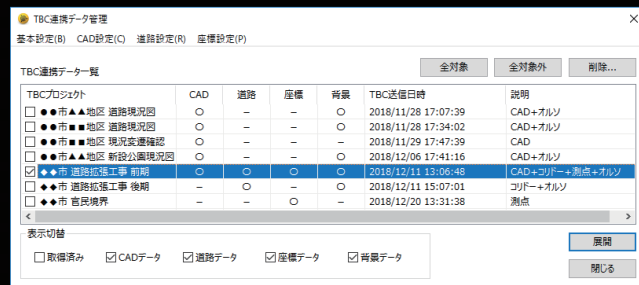 TBC連携データ管理
基本設定(B) CAD設定(C) 道路設定(R) 座標設定(P)
TBC連携データ一覧 全対象 全対象外 削除...
TBCプロジェクト CAD 道路 座標 背景 TBC送信日時 説明
●●市▲▲地区 道路現況図 ○ − − ○ 2018/11/28 17:07:39 CAD+オルソ
●●市■■地区 道路現況図 ○ − − ○ 2018/11/28 17:34:02 CAD+オルソ
●●市■■地区 現況変遷確認 ○ − − − 2018/11/29 17:47:39 CAD
●●市▲▲地区 新設公園現況図 ○ − − ○ 2018/12/06 17:41:16 CAD+オルソ
◆◆市 道路拡張工事 前期 ○ ○ ○ ○ 2018/12/11 13:06:48 CAD+コリドー+測点+オルソ
◆◆市 道路拡張工事 後期 − ○ − ○ 2018/12/11 15:07:01 コリドー+オルソ
◆◆市 官民境界 − − ○ − 2018/12/20 13:31:38 測点
表示切替
取得済み CADデータ 道路データ 座標データ 背景データ
展開
閉じる